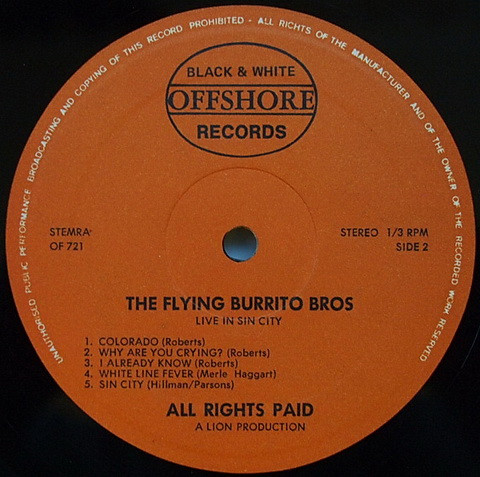 UNAUTHORISED PUBLIC PERFORMANCE BROADCASTING AND COPYING OF THIS RECORD PROHIBITED - ALL RIGHTS OF THE MANUFACTURER AND OF THE OWNER OF THE RECORDED WORK RESERVED
BLACK & WHITE
OFFSHORE
RECORDS
STEMRA
OF 721
STEREO 1/3 RPM
SIDE 2
THE FLYING BURRITO BROS
LIVE IN SIN CITY
1. COLORADO (Roberts)
2. WHY ARE YOU CRYING? (Roberts)
3. I ALREADY KNOW (Roberts)
4. WHITE LINE FEVER (Merle Haggart)
5. SIN CITY (Hillman/Parsons)
ALL RIGHTS PAID
A LION PRODUCTION